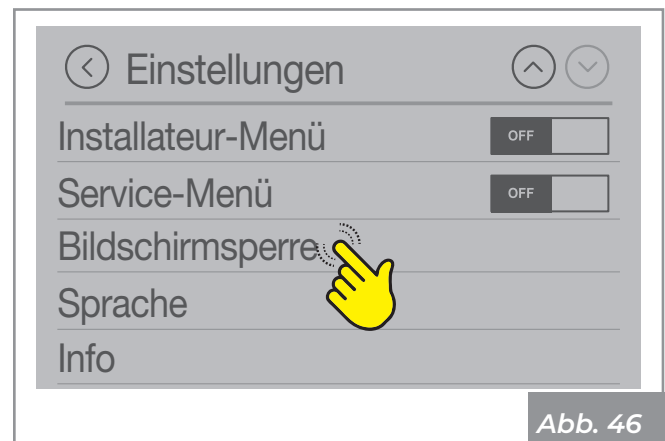 Einstellungen
Installateur-Menü OFF
Service-Menü OFF
Bildschirmsperre
Sprache
Info
Abb. 46